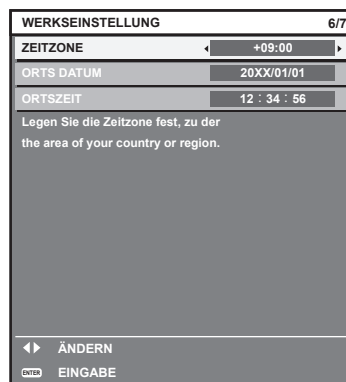 WERKSEINSTELLUNG 6/7
ZEITZONE +09:00
ORTS DATUM 20XX/01/01
ORTSZEIT 12 : 34 : 56
Legen Sie die Zeitzone fest, zu der
the area of your country or region.
ÄNDERN
ENTER EINGABE